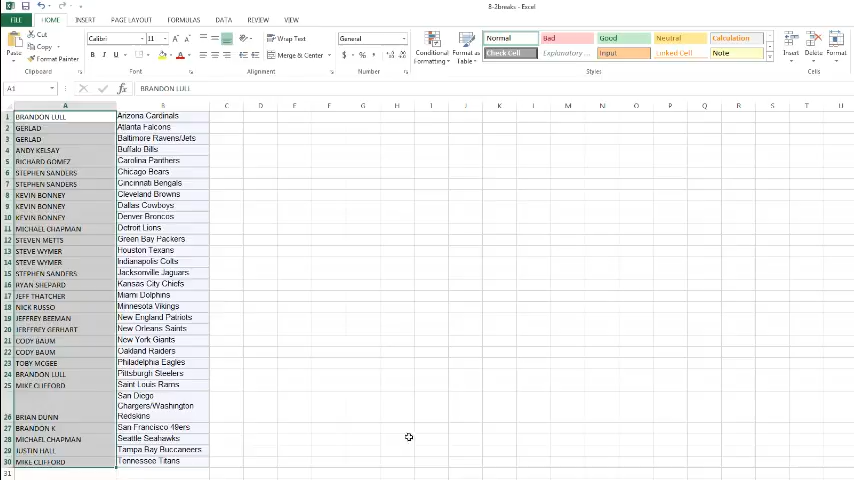 8-2breaks - Excel
FILE HOME INSERT PAGE LAYOUT FORMULAS DATA REVIEW VIEW
Paste
Cut
Copy
Format Painter
Clipboard
Calibri 11
B I U
Font
Wrap Text
Merge & Center
Alignment
General
$ % ,
Number
Conditional Formatting
Format as Table
Normal Bad Good Neutral Calculation
Check Cell Explanatory ... Input Linked Cell Note
Styles
Insert Delete Format
Cells
A1 fx BRANDON LULL
A B C D E F G H I J K L M N O P Q R S T U
1 BRANDON LULL Arizona Cardinals
2 GERLAD Atlanta Falcons
3 GERLAD Baltimore Ravens/Jets
4 ANDY KELSAY Buffalo Bills
5 RICHARD GOMEZ Carolina Panthers
6 STEPHEN SANDERS Chicago Bears
7 STEPHEN SANDERS Cincinnati Bengals
8 KEVIN BONNEY Cleveland Browns
9 KEVIN BONNEY Dallas Cowboys
10 KEVIN BONNEY Denver Broncos
11 MICHAEL CHAPMAN Detroit Lions
12 STEVEN METTS Green Bay Packers
13 STEVE WYMER Houston Texans
14 STEVE WYMER Indianapolis Colts
15 STEPHEN SANDERS Jacksonville Jaguars
16 RYAN SHEPARD Kansas City Chiefs
17 JEFF THATCHER Miami Dolphins
18 NICK RUSSO Minnesota Vikings
19 JEFFREY BEEMAN New England Patriots
20 JERFFREY GERHART New Orleans Saints
21 CODY BAUM New York Giants
22 CODY BAUM Oakland Raiders
23 TOBY MCGEE Philadelphia Eagles
24 BRANDON LULL Pittsburgh Steelers
25 MIKE CLIFFORD Saint Louis Rams
San Diego
Chargers/Washington
26 BRIAN DUNN Redskins
27 BRANDON K San Francisco 49ers
28 MICHAEL CHAPMAN Seattle Seahawks
29 JUSTIN HALL Tampa Bay Buccaneers
30 MIKE CLIFFORD Tennessee Titans
31